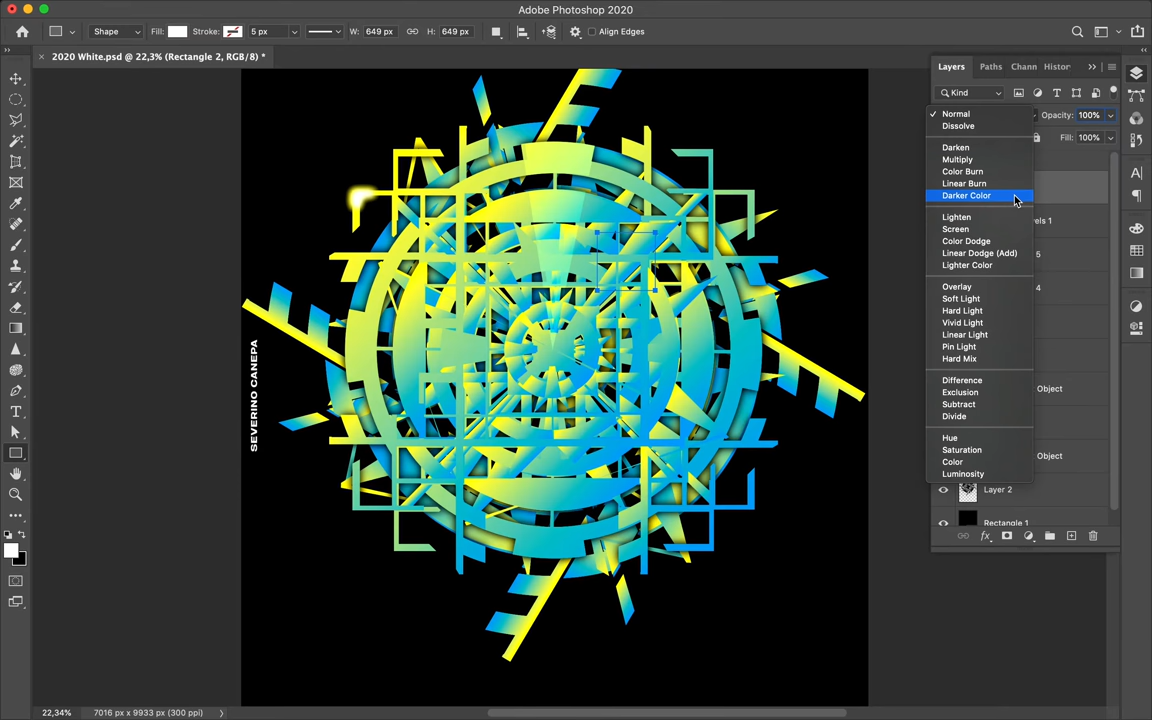 Adobe Photoshop 2020
Shape Fill: Stroke: 5 px W: 649 px H: 649 px Align Edges
2020 White.psd @ 22,3% (Rectangle 2, RGB/8) *
Layers Paths Chann Histor
Kind
Normal
Opacity: 100%
Dissolve
Fill: 100%
Darken
Multiply
Color Burn
Linear Burn
Darker Color
Lighten
vels 1
Screen
Color Dodge
Linear Dodge (Add)
5
Lighter Color
Overlay
4
Soft Light
Hard Light
Vivid Light
Linear Light
Pin Light
Hard Mix
Difference
Object
Exclusion
Subtract
Divide
Hue
Saturation
Object
Color
Luminosity
Layer 2
Rectangle 1
SEVERINO CANEPA
22,34% 7016 px x 9933 px (300 ppi)